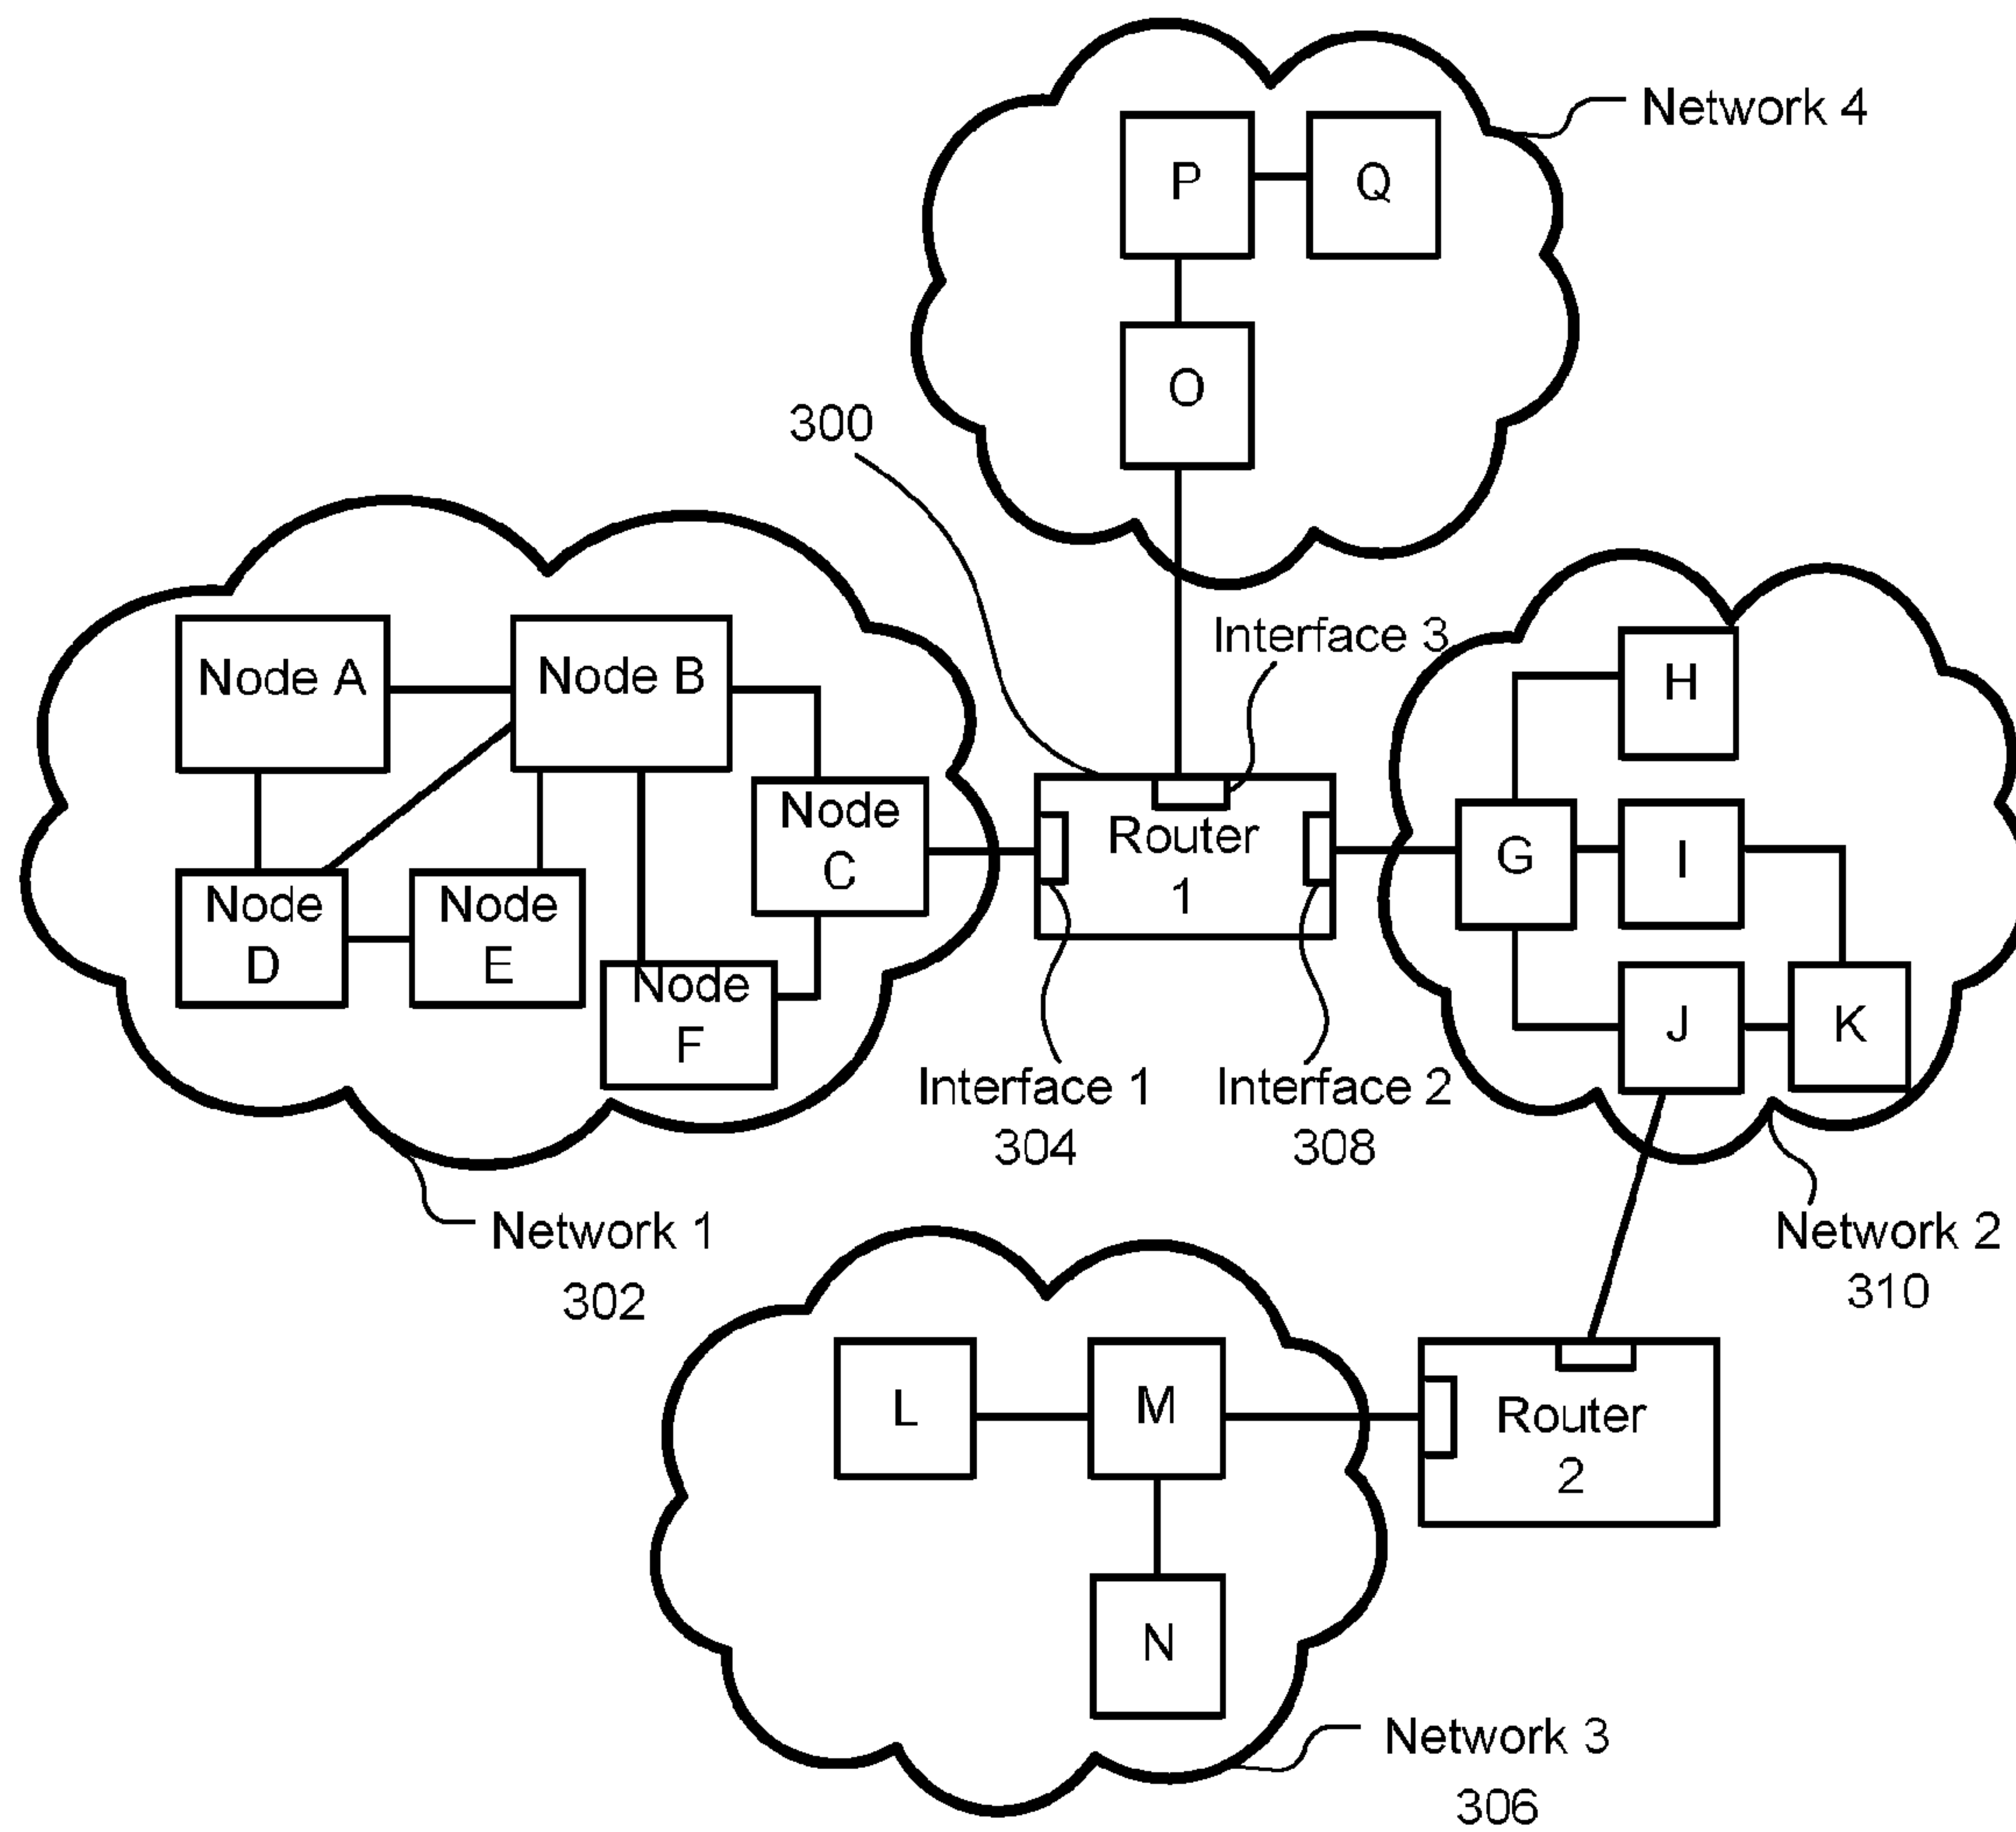 Network 4
P
Q
O
300
Interface 3
Node A
Node B
Node
C
Node
D
Node
E
Node
F
Router
1
H
G
I
J
K
Interface 1
304
Interface 2
308
Network 1
302
Network 2
310
L
M
N
Router
2
Network 3
306